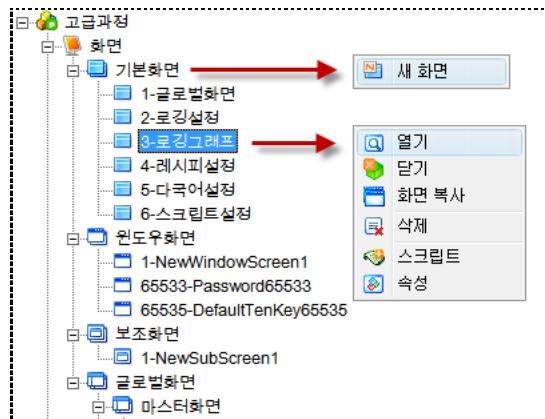 고급과정
화면
기본화면
새 화면
1-글로벌화면
2-로깅설정
3-로깅그래프
열기
4-레시피설정
닫기
5-다국어설정
화면 복사
6-스크립트설정
삭제
윈도우화면
스크립트
1-NewWindowScreen1
속성
65533-Password65533
65535-DefaultTenKey65535
보조화면
1-NewSubScreen1
글로벌화면
마스터화면